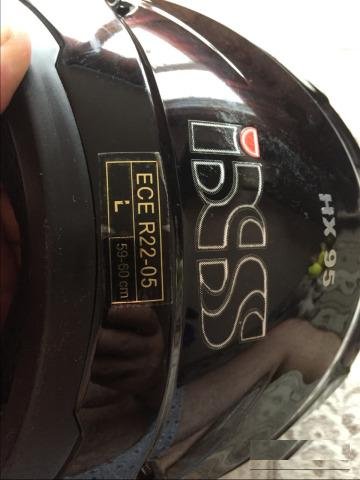 ECE R22-05
L
59-60 cm
iXS
HX 95